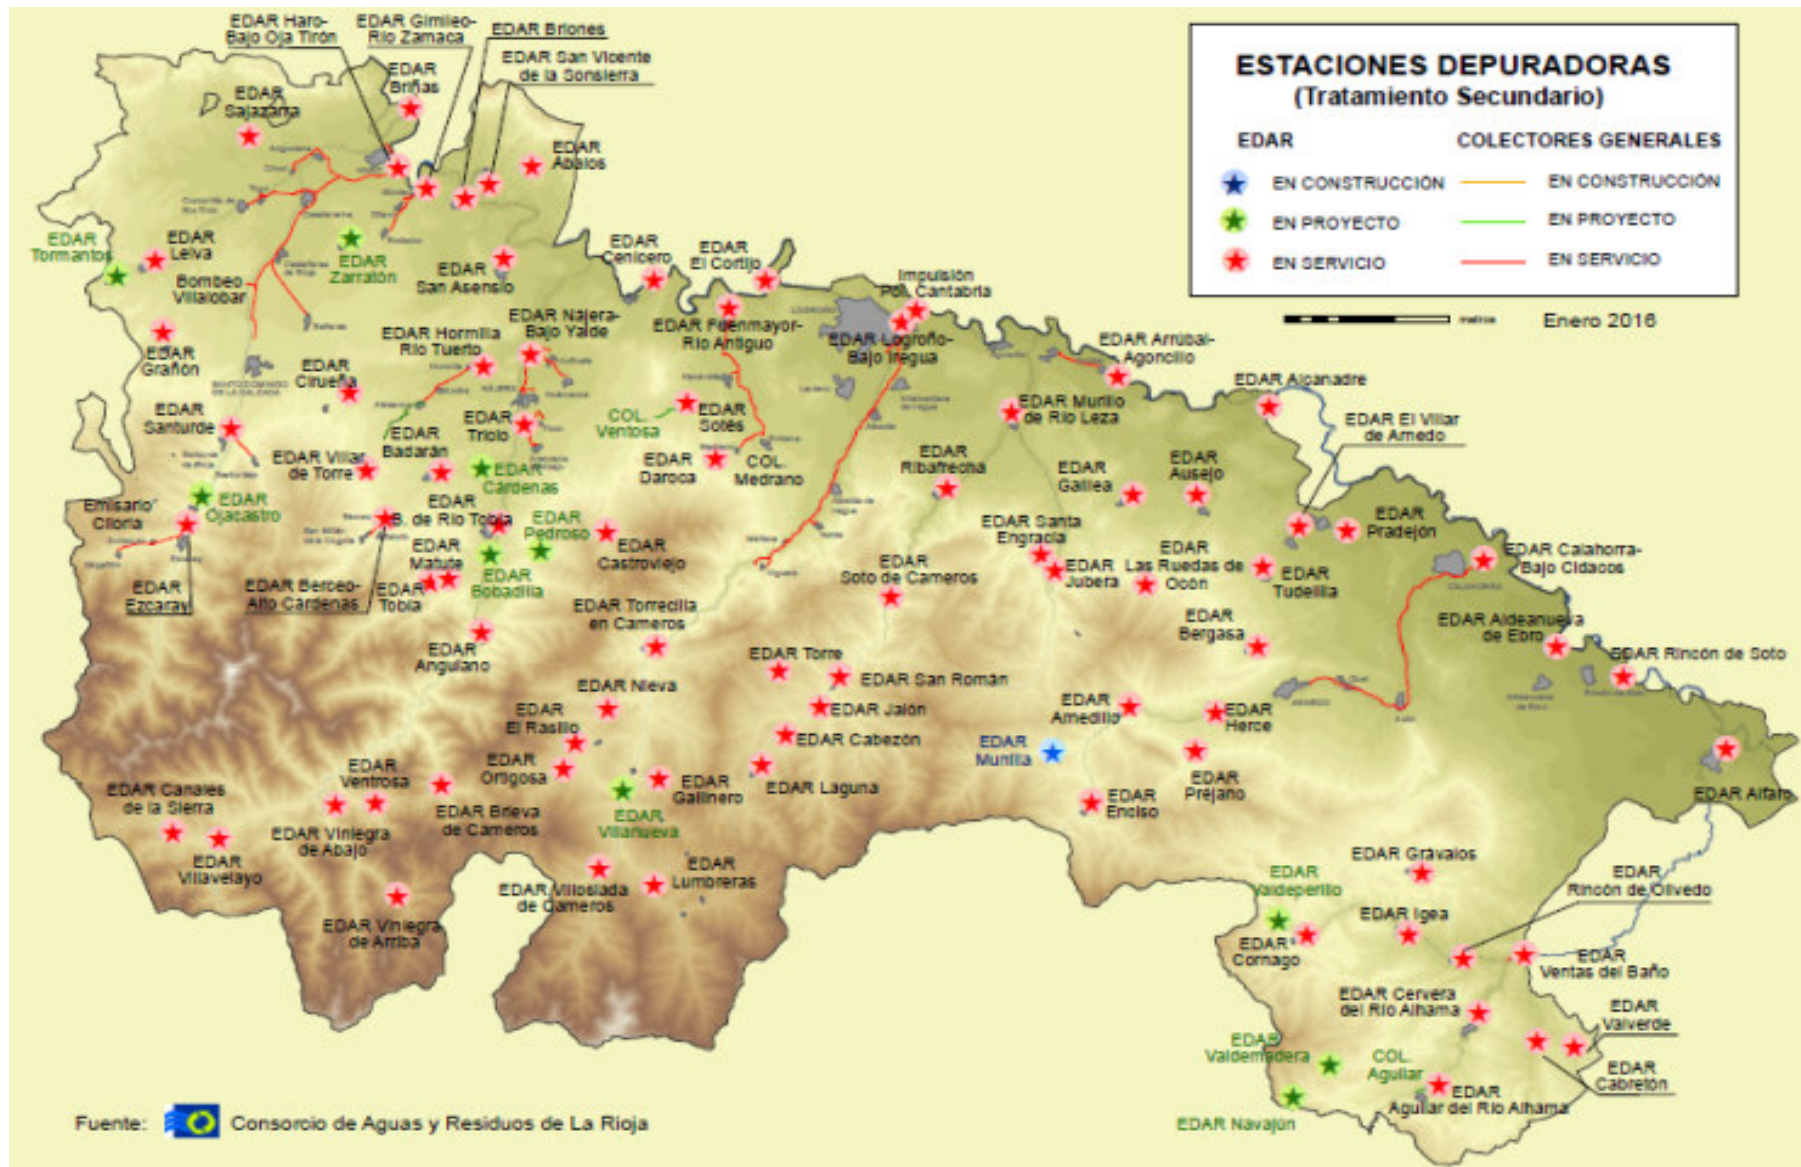 EDAR Haro-
Bajo Oja Tirón
EDAR Gimileo-
Río Zamaca
EDAR Briones
EDAR San Vicente
de la Sonsierra
EDAR
Briñas
EDAR
Sajazarra
EDAR
Abalos
ESTACIONES DEPURADORAS
(Tratamiento Secundario)
EDAR
COLECTORES GENERALES
EN CONSTRUCCIÓN
EN CONSTRUCCIÓN
EN PROYECTO
EN PROYECTO
EN SERVICIO
EN SERVICIO
metros
Enero 2016
EDAR
Tormantos
EDAR
Leiva
EDAR
Zarratón
Bombeo
Villalobar
EDAR
San Asensio
EDAR
Cenicero
EDAR
El Cortijo
Impulsión
Pol. Cantabria
EDAR
Grañón
EDAR Hormilla
Río Tuerto
EDAR Nájera-
Bajo Yalde
EDAR Fuenmayor-
Río Antiguo
EDAR Logroño-
Bajo Iregua
EDAR Arrúbal-
Agoncillo
EDAR
Cirueña
EDAR
Santurde
EDAR
Tricio
COL.
Ventosa
EDAR
Sotés
EDAR Murillo
de Río Leza
EDAR Alcanadre
EDAR El Villar
de Arnedo
EDAR Villar
de Torre
EDAR
Badarán
EDAR
Cárdenas
EDAR
Daroca
COL.
Medrano
EDAR
Ribafrecha
EDAR
Galilea
EDAR
Ausejo
EDAR
Ojacastro
Emisario
Ciloria
EDAR
B. de Río Tobía
EDAR
Pedroso
EDAR
Castroviejo
EDAR
Pradejón
EDAR
Ezcaray
EDAR Berceo-
Alto Cárdenas
EDAR
Matute
EDAR
Tobía
EDAR
Bobadilla
EDAR
Soto de Cameros
EDAR Santa
Engracia
EDAR
Jubera
EDAR
Las Ruedas de
Ocón
EDAR
Tudelilla
EDAR Calahorra-
Bajo Cidacos
EDAR
Anguiano
EDAR Torrecilla
en Cameros
EDAR
Bergasa
EDAR Aldeanueva
de Ebro
EDAR Rincón de Soto
EDAR Torre
EDAR San Román
EDAR Nieva
EDAR Jalón
EDAR
El Rasillo
EDAR Cabezón
EDAR
Arnedillo
EDAR
Herce
EDAR
Munilla
EDAR
Préjano
EDAR
Ortigosa
EDAR
Gallinero
EDAR Laguna
EDAR
Enciso
EDAR Alfaro
EDAR Canales
de la Sierra
EDAR
Ventrosa
EDAR
Villavelayo
EDAR Viniegra
de Abajo
EDAR Brieva
de Cameros
EDAR
Villanueva
EDAR Viniegra
de Arriba
EDAR Villoslada
de Cameros
EDAR
Lumbreras
EDAR Grávalos
EDAR
Valdeperillo
EDAR
Rincón de Olivedo
EDAR Igea
EDAR
Cornago
EDAR
Ventas del Baño
EDAR Cervera
del Río Alhama
EDAR
Valverde
EDAR
Valdemadera
COL.
Aguilar
EDAR
Cabretón
EDAR
Aguilar del Río Alhama
EDAR Navajún
Fuente:
Consorcio de Aguas y Residuos de La Rioja